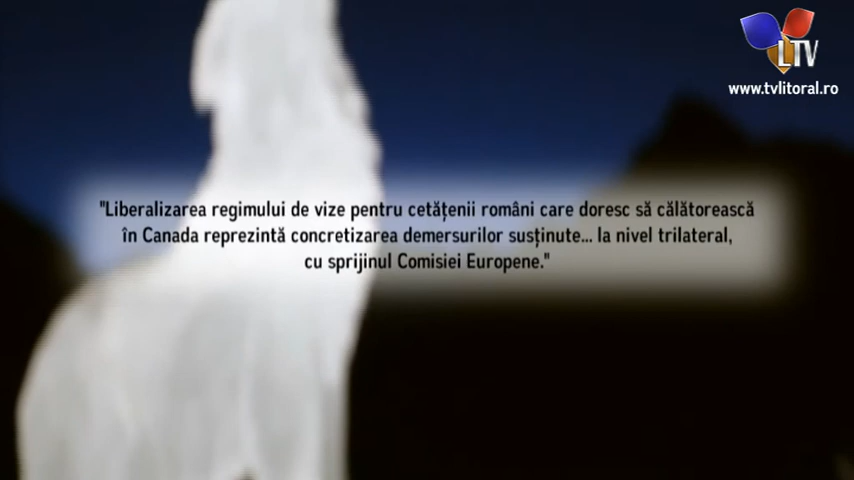 LTV
www.tvlitoral.ro
"Liberalizarea regimului de vize pentru cetățenii români care doresc să călătorească
în Canada reprezintă concretizarea demersurilor susținute... la nivel trilateral,
cu sprijinul Comisiei Europene."